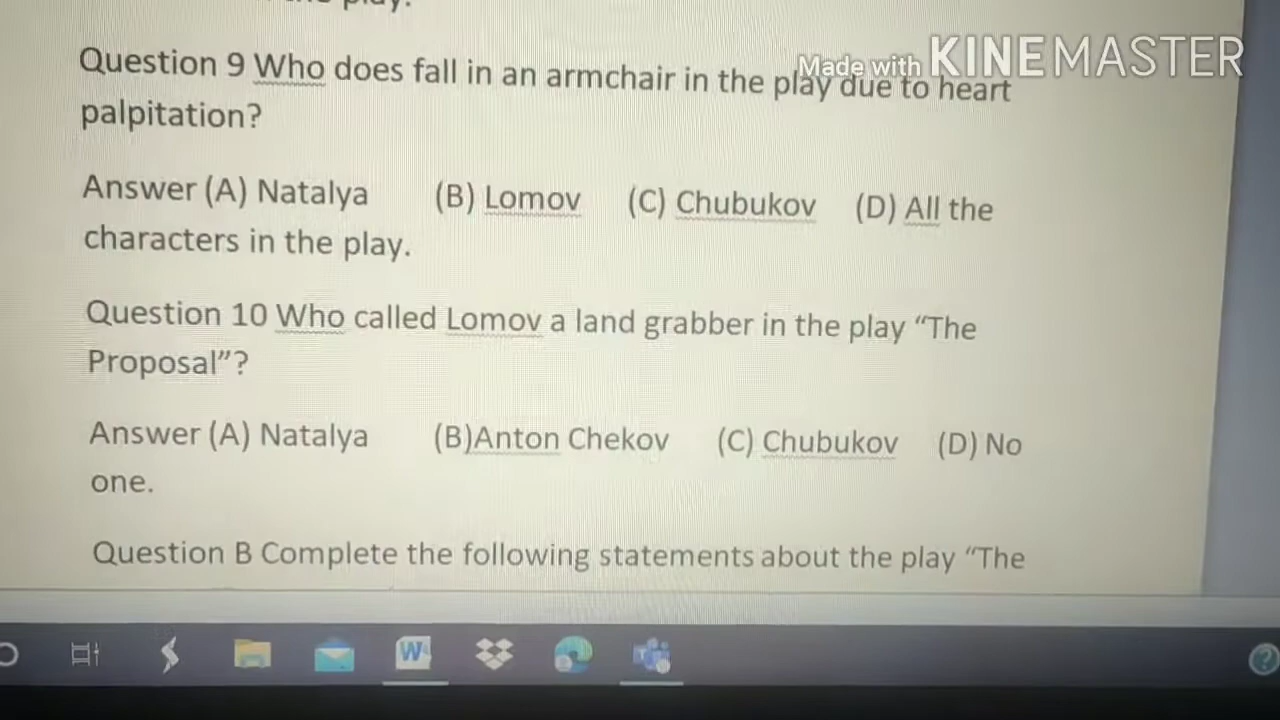 the play.
Made with KINEMASTER
Question 9 Who does fall in an armchair in the play due to heart
palpitation?
Answer (A) Natalya (B) Lomov (C) Chubukov (D) All the
characters in the play.
Question 10 Who called Lomov a land grabber in the play “The
Proposal”?
Answer (A) Natalya (B)Anton Chekov (C) Chubukov (D) No
one.
Question B Complete the following statements about the play “The